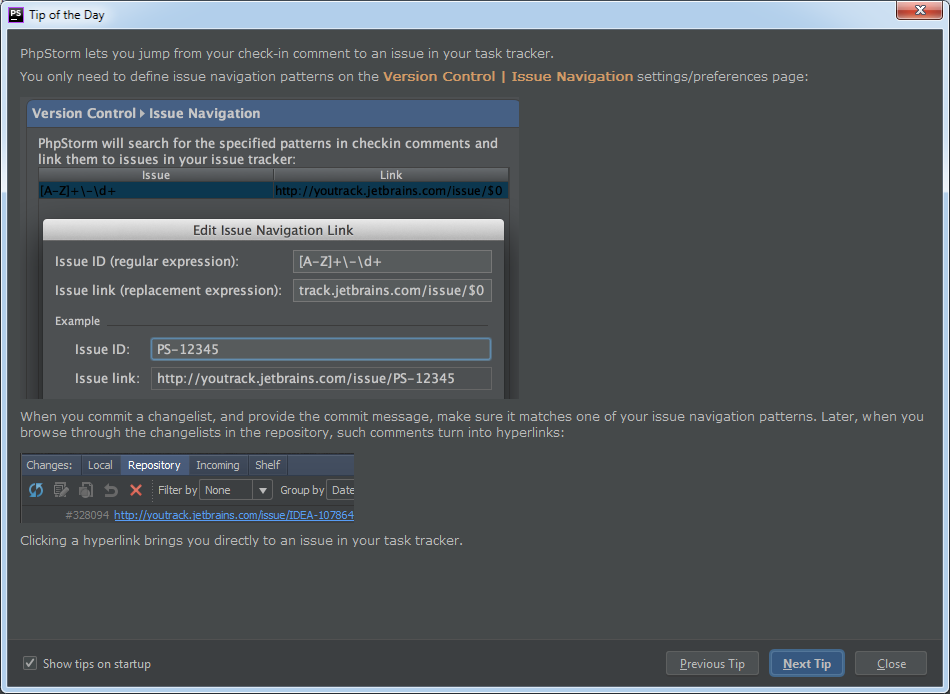 PS Tip of the Day
PhpStorm lets you jump from your check-in comment to an issue in your task tracker.
You only need to define issue navigation patterns on the Version Control | Issue Navigation settings/preferences page:
Version Control Issue Navigation
PhpStorm will search for the specified patterns in checkin comments and
link them to issues in your issue tracker:
Issue Link
[A-Z]+\-\d+ http://youtrack.jetbrains.com/issue/$0
Edit Issue Navigation Link
Issue ID (regular expression): [A-Z]+\-\d+
Issue link (replacement expression): track.jetbrains.com/issue/$0
Example
Issue ID: PS-12345
Issue link: http://youtrack.jetbrains.com/issue/PS-12345
When you commit a changelist, and provide the commit message, make sure it matches one of your issue navigation patterns. Later, when you
browse through the changelists in the repository, such comments turn into hyperlinks:
Changes: Local Repository Incoming Shelf
Filter by None Group by Date
#328094 http://youtrack.jetbrains.com/issue/IDEA-107864
Clicking a hyperlink brings you directly to an issue in your task tracker.
Show tips on startup Previous Tip Next Tip Close